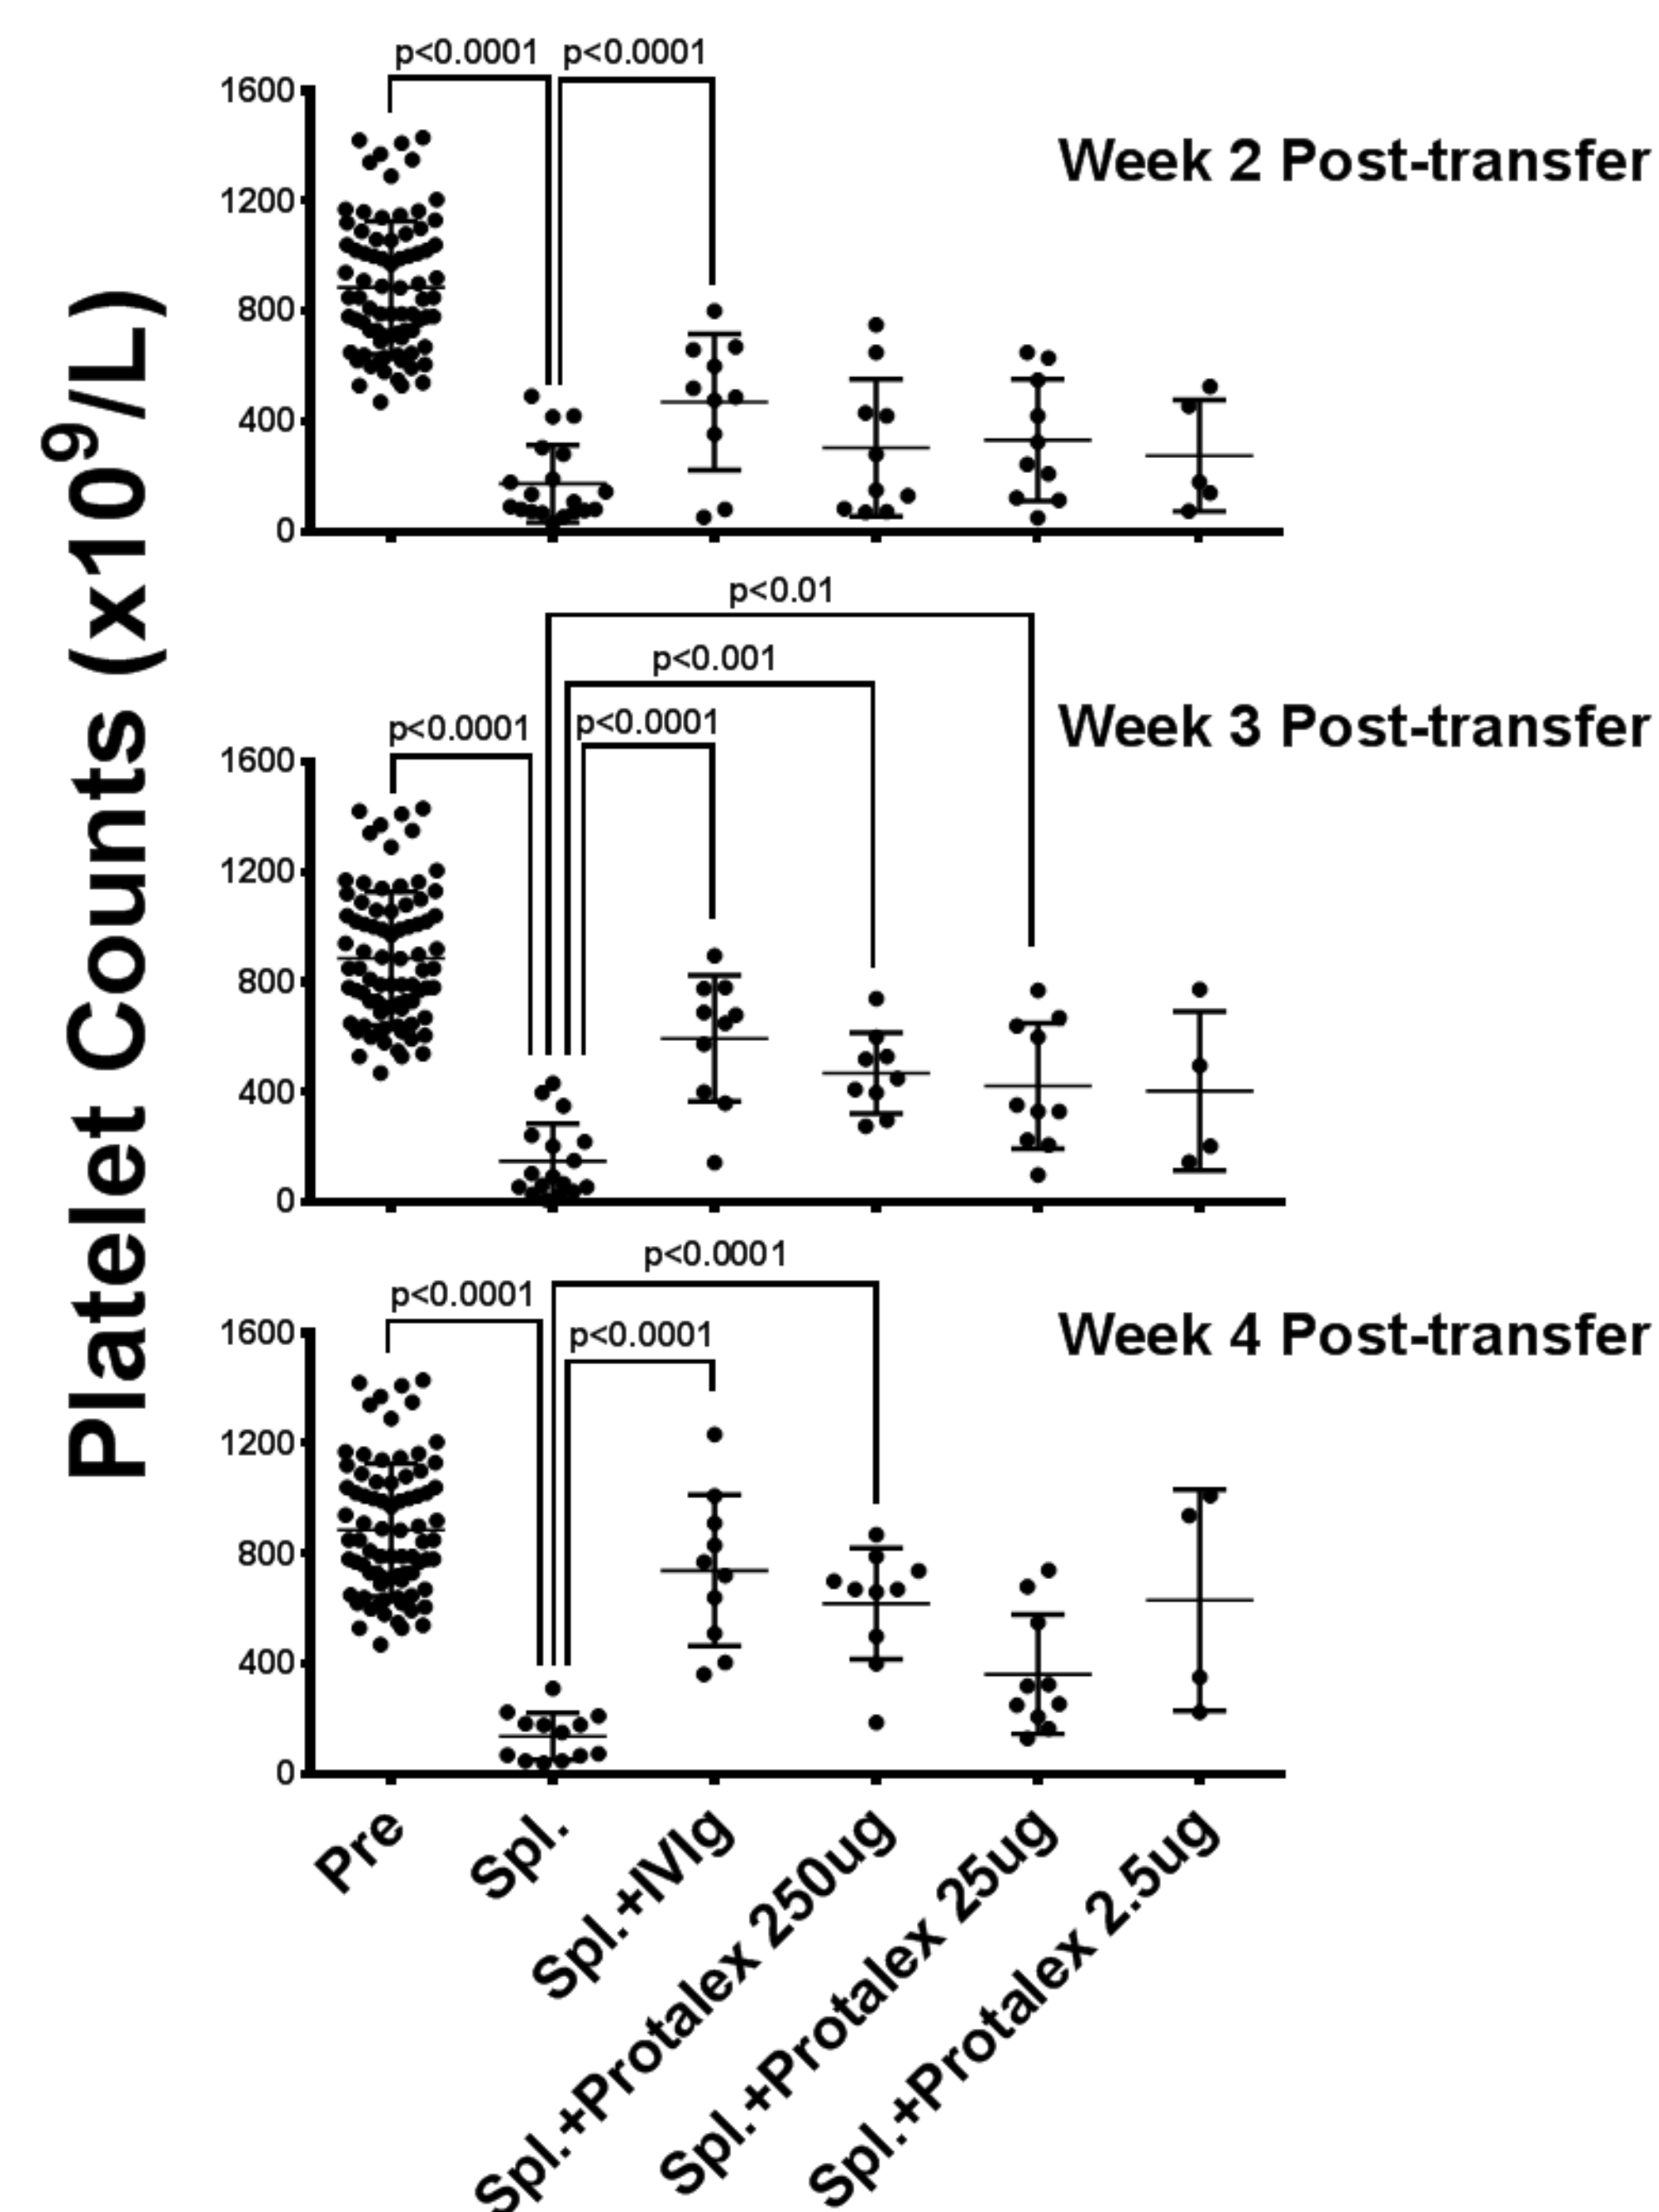 Platelet Counts (x10⁹/L)
p<0.0001 p<0.0001
Week 2 Post-transfer
1600
1200
800
400
0
p<0.01
p<0.001
p<0.0001 p<0.0001
Week 3 Post-transfer
1600
1200
800
400
0
p<0.0001
p<0.0001
p<0.0001
Week 4 Post-transfer
1600
1200
800
400
0
Pre
Spl.
Spl.+IVIg
Spl.+Protalex 250ug
Spl.+Protalex 25ug
Spl.+Protalex 2.5ug